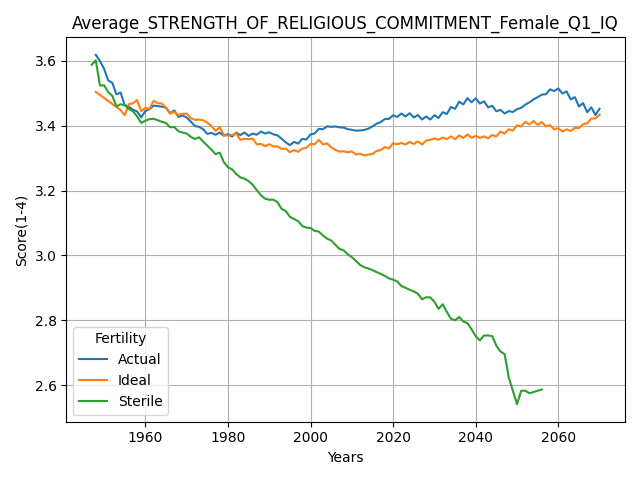 Average_STRENGTH_OF_RELIGIOUS_COMMITMENT_Female_Q1_IQ
3.6
3.4
3.2
3.0
2.8
2.6
Score(1-4)
Fertility
Actual
Ideal
Sterile
1960 1980 2000 2020 2040 2060
Years